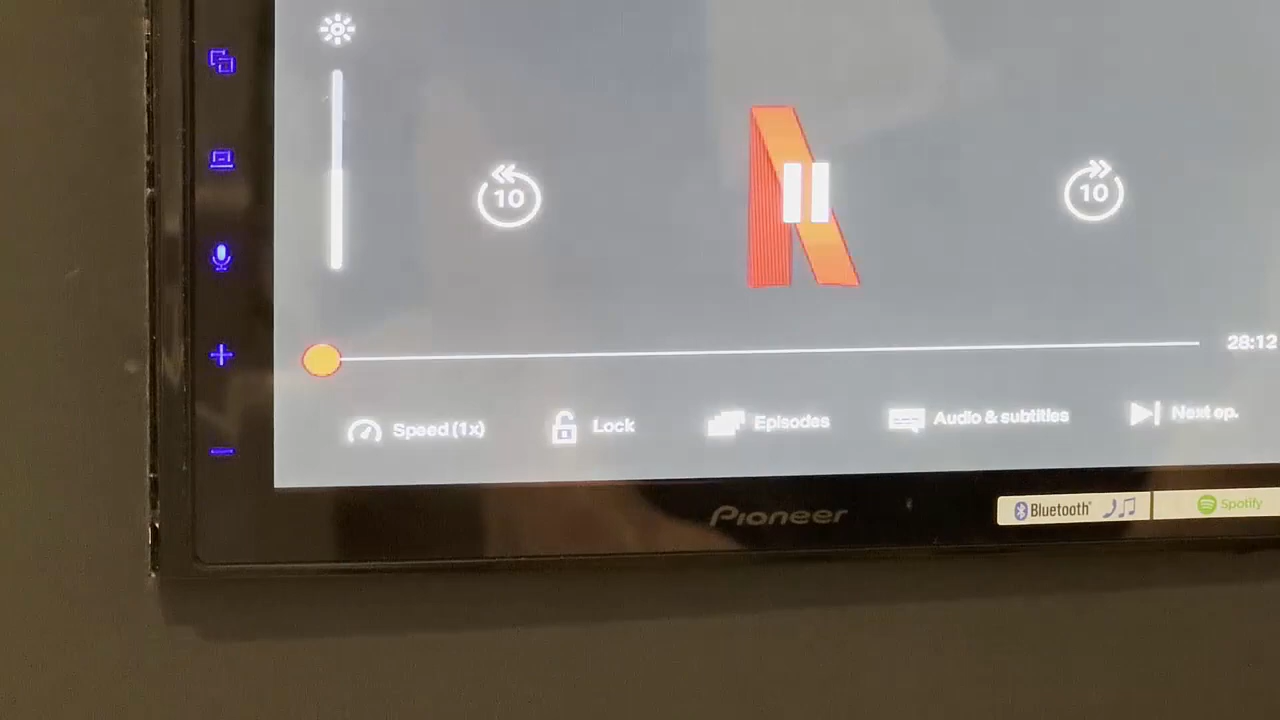 10
10
28:12
Speed (1x)
Lock
Episodes
Audio & subtitles
Next ep.
Pioneer
Bluetooth
Spotify